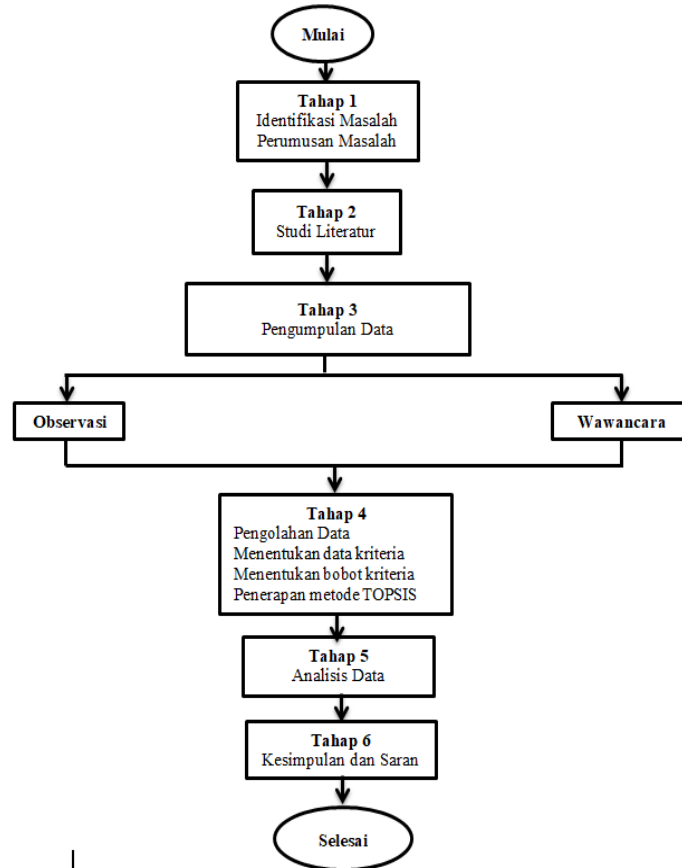 Mulai
Tahap 1
Identifikasi Masalah
Perumusan Masalah
Tahap 2
Studi Literatur
Tahap 3
Pengumpulan Data
Observasi
Wawancara
Tahap 4
Pengolahan Data
Menentukan data kriteria
Menentukan bobot kriteria
Penerapan metode TOPSIS
Tahap 5
Analisis Data
Tahap 6
Kesimpulan dan Saran
Selesai